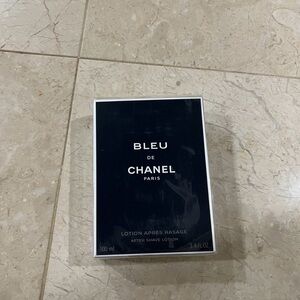 BLEU
DE
CHANEL
PARIS
LOTION APRÈS RASAGE
AFTER SHAVE LOTION
100 ml 3.4 FL.OZ.